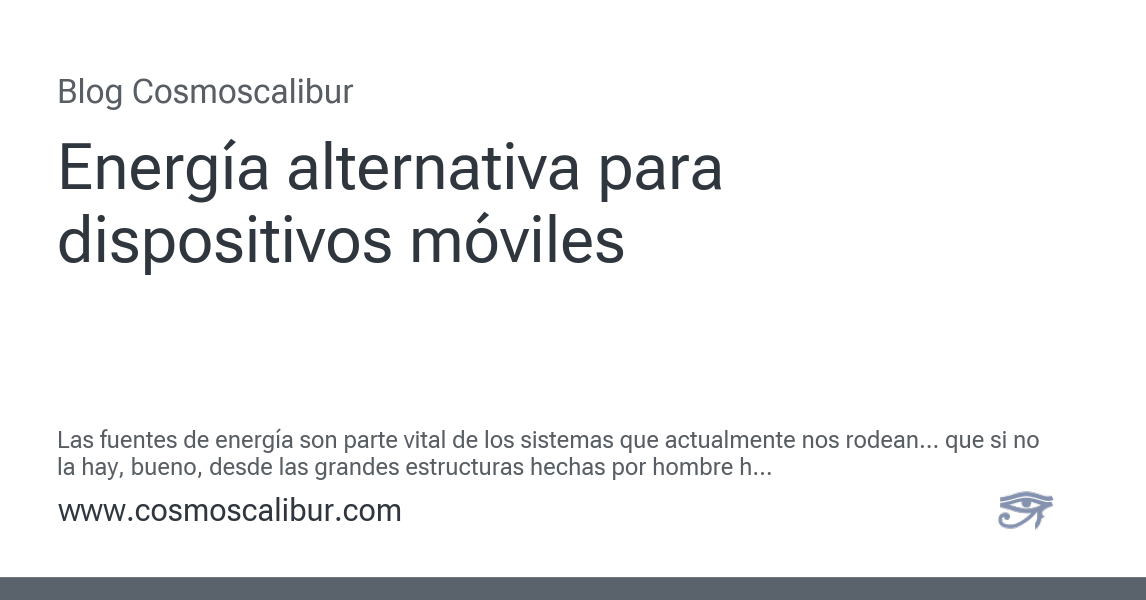 Blog Cosmoscalibur
Energía alternativa para
dispositivos móviles
Las fuentes de energía son parte vital de los sistemas que actualmente nos rodean... que si no
la hay, bueno, desde las grandes estructuras hechas por hombre h...
www.cosmoscalibur.com